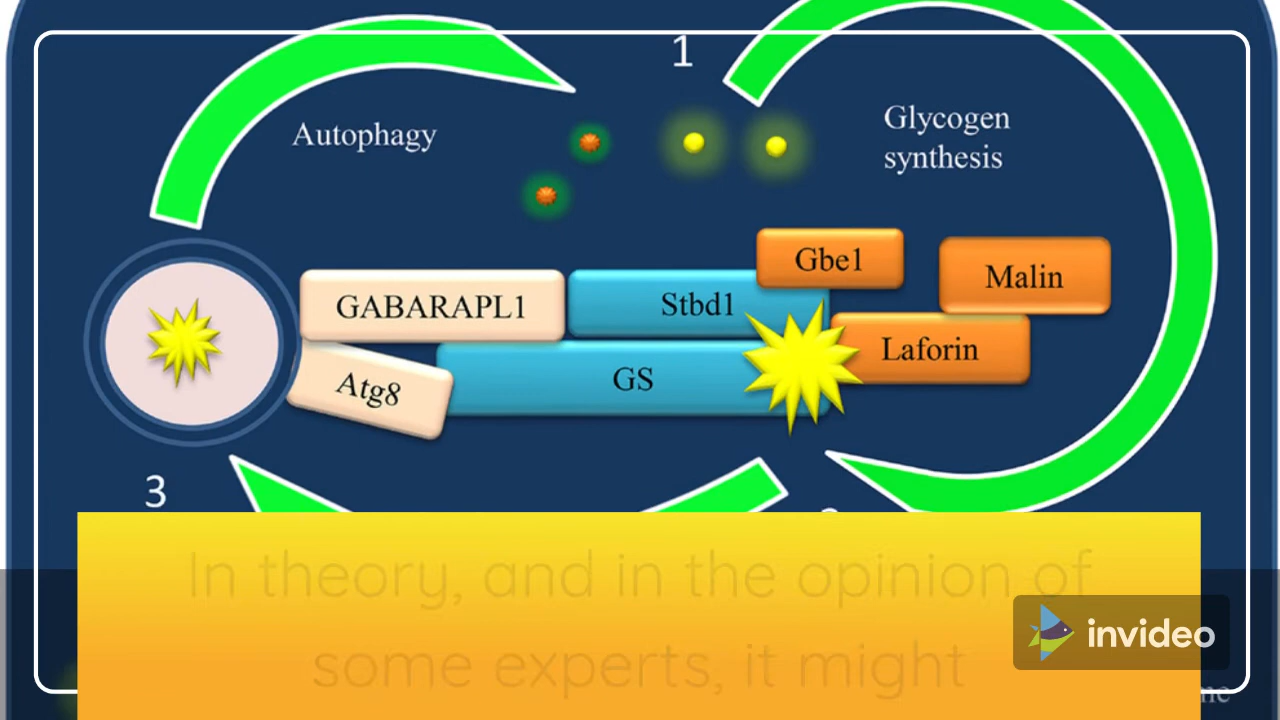 1
Autophagy
Glycogen
synthesis
Gbe1
Malin
GABARAPL1
Stbd1
Laforin
Atg8
GS
3
In theory, and in the opinion of
some experts, it might
invideo